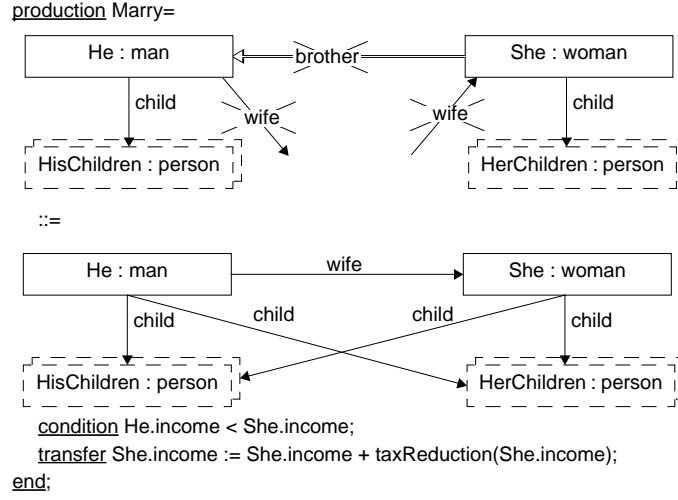 production Marry=
He : man brother She : woman
child wife wife child
HisChildren : person HerChildren : person
::=
He : man wife She : woman
child child child child
HisChildren : person HerChildren : person
condition He.income < She.income;
transfer She.income := She.income + taxReduction(She.income);
end;